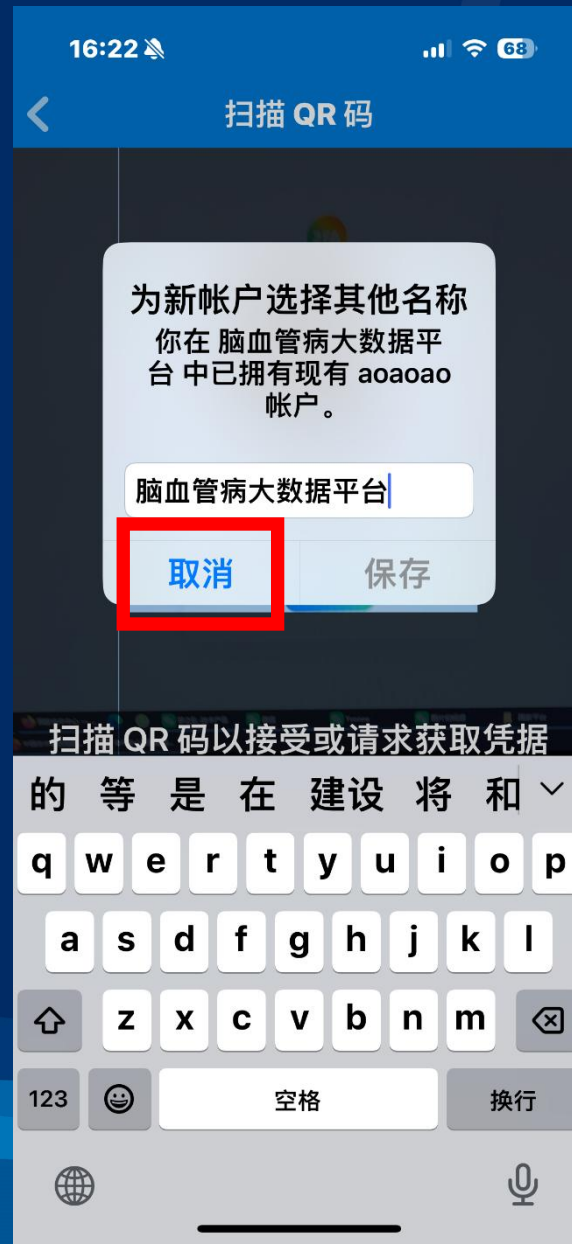 16:22
68
扫描 QR 码
为新帐户选择其他名称
你在 脑血管病大数据平
台 中已拥有现有 aoaoao
帐户。
脑血管病大数据平台
取消
保存
扫描 QR 码以接受或请求获取凭据
的 等 是 在 建设 将 和
q w e r t y u i o p
a s d f g h j k l
z x c v b n m
123
空格
换行